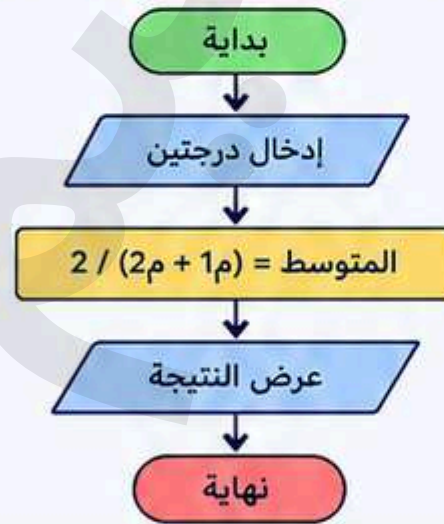 بداية
إدخال درجتين
المتوسط = (م1 + م2) / 2
عرض النتيجة
نهاية